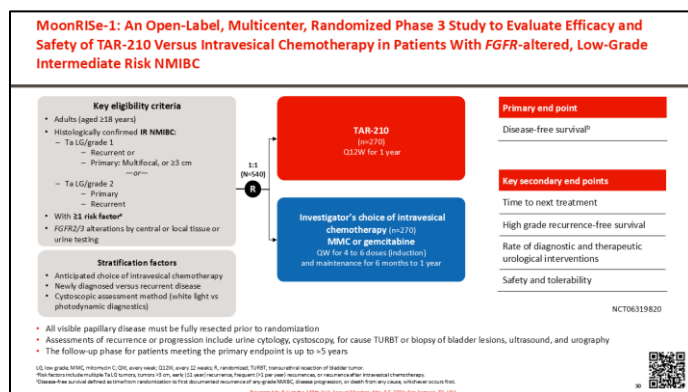 MoonRISe-1: An Open-Label, Multicenter, Randomized Phase 3 Study to Evaluate Efficacy and
Safety of TAR-210 Versus Intravesical Chemotherapy in Patients With FGFR-altered, Low-Grade
Intermediate Risk NMIBC
Key eligibility criteria
• Adults (aged ≥18 years)
• Histologically confirmed IR NMIBC:
– Ta LG/grade 1
– Recurrent or
– Primary: Multifocal, or ≥3 cm
—or—
– Ta LG/grade 2
– Primary
– Recurrent
• With ≥1 risk factorᵃ
• FGFR2/3 alterations by central or local tissue or
urine testing
Stratification factors
• Anticipated choice of intravesical chemotherapy
• Newly diagnosed versus recurrent disease
• Cystoscopic assessment method (white light vs
photodynamic diagnostics)
1:1
(N=540)
R
TAR-210
(n=270)
Q12W for 1 year
Investigator's choice of intravesical
chemotherapy (n=270)
MMC or gemcitabine
QW for 4 to 6 doses (induction)
and maintenance for 6 months to 1 year
Primary end point
Disease-free survivalᵇ
Key secondary end points
Time to next treatment
High grade recurrence-free survival
Rate of diagnostic and therapeutic
urological interventions
Safety and tolerability
NCT06319820
• All visible papillary disease must be fully resected prior to randomization
• Assessments of recurrence or progression include urine cytology, cystoscopy, for cause TURBT or biopsy of bladder lesions, ultrasound, and urography
• The follow-up phase for patients meeting the primary endpoint is up to ≈5 years
LG, low grade; MMC, mitomycin C; QW, every week; Q12W, every 12 weeks; R, randomized; TURBT, transurethral resection of bladder tumor.
ᵃRisk factors include multiple Ta LG tumors, tumors ≥3 cm, early (≤1 year) recurrence, frequent (>1 per year) recurrences, or recurrence after intravesical chemotherapy.
ᵇDisease-free survival defined as time from randomization to first documented recurrence of any-grade NMIBC, disease progression, or death from any cause, whichever occurs first.
30